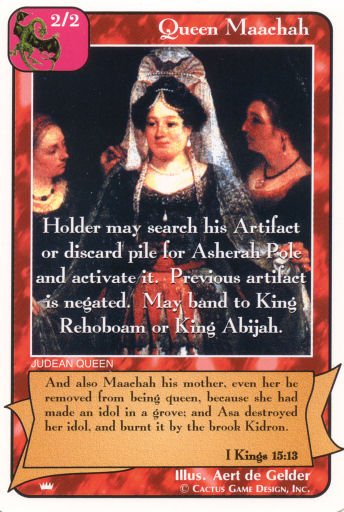 2/2
Queen Maachah
Holder may search his Artifact
or discard pile for Asherah Pole
and activate it. Previous artifact
is negated. May band to King
Rehoboam or King Abijah.
JUDEAN QUEEN
And also Maachah his mother, even her he
removed from being queen, because she had
made an idol in a grove; and Asa destroyed
her idol, and burnt it by the brook Kidron.
I Kings 15:13
Illus. Aert de Gelder
© CACTUS GAME DESIGN, INC.